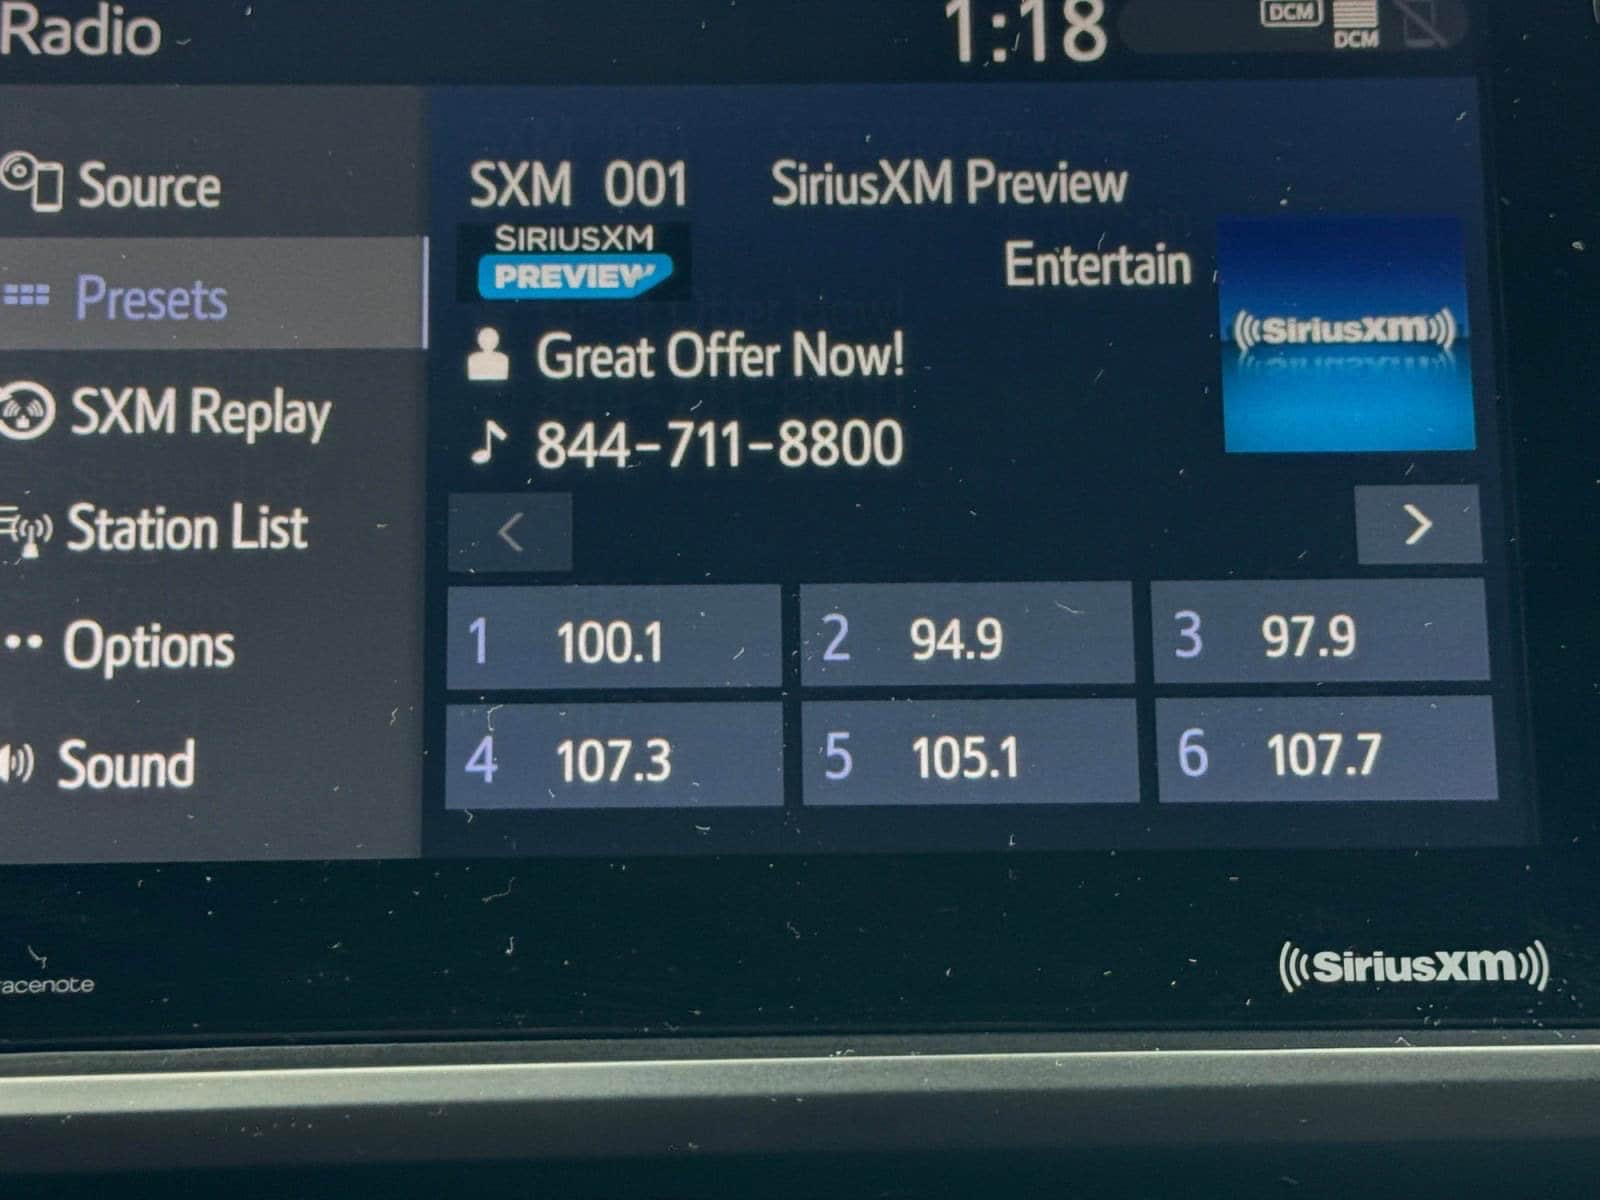 Radio
1:18
DCM
DCM
Source
Presets
SXM Replay
Station List
Options
Sound
SXM 001 SiriusXM Preview
SIRIUSXM
PREVIEW
Entertain
((SiriusXM))
Great Offer Now!
844-711-8800
< >
1 100.1 2 94.9 3 97.9
4 107.3 5 105.1 6 107.7
acenote
((SiriusXM))